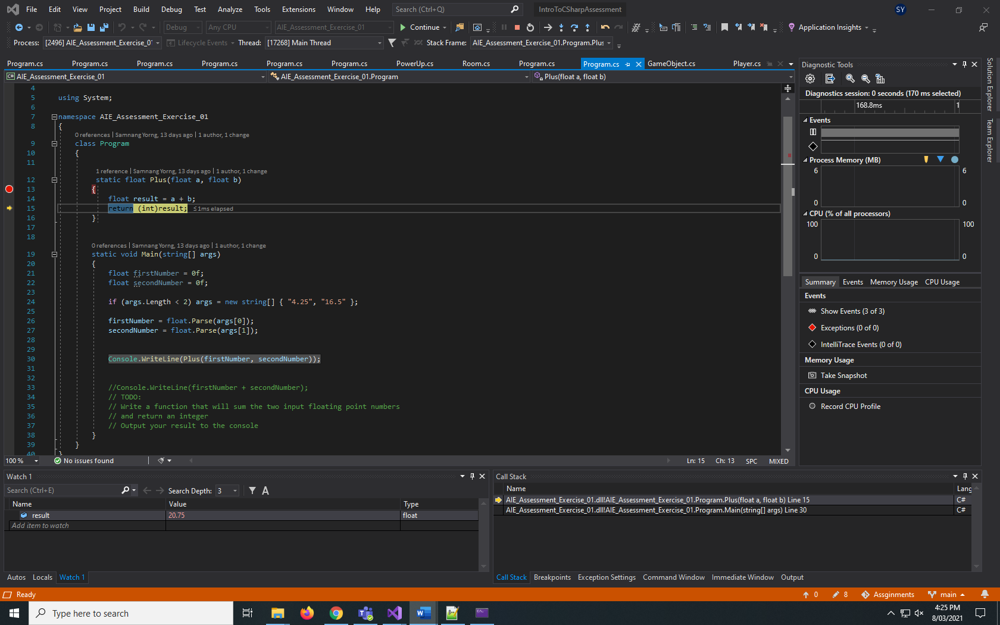 File Edit View Project Build Debug Test Analyze Tools Extensions Window Help Search (Ctrl+Q) IntroToCSharpAssessment SY
Debug Any CPU AIE_Assessment_Exercise_01 Continue Application Insights
Process: [2496] AIE_Assessment_Exercise_01 Lifecycle Events Thread: [17268] Main Thread Stack Frame: AIE_Assessment_Exercise_01.Program.Plus
Program.cs Program.cs Program.cs Program.cs Program.cs Program.cs PowerUp.cs Room.cs Program.cs Program.cs GameObject.cs Player.cs
AIE_Assessment_Exercise_01 AIE_Assessment_Exercise_01.Program Plus(float a, float b)
4
5 using System;
6
7 namespace AIE_Assessment_Exercise_01
8 {
0 references | Samnang Yorng, 13 days ago | 1 author, 1 change
9 class Program
10 {
11
1 reference | Samnang Yorng, 13 days ago | 1 author, 1 change
12 static float Plus(float a, float b)
13 {
14 float result = a + b;
15 return (int)result; ≤1ms elapsed
16 }
17
18
0 references | Samnang Yorng, 13 days ago | 1 author, 1 change
19 static void Main(string[] args)
20 {
21 float firstNumber = 0f;
22 float secondNumber = 0f;
23
24 if (args.Length < 2) args = new string[] { "4.25", "16.5" };
25
26 firstNumber = float.Parse(args[0]);
27 secondNumber = float.Parse(args[1]);
28
29
30 Console.WriteLine(Plus(firstNumber, secondNumber));
31
32
33 //Console.WriteLine(firstNumber + secondNumber);
34 // TODO:
35 // Write a function that will sum the two input floating point numbers
36 // and return an integer
37 // Output your result to the console
38 }
39 }
40 }
100 % No issues found Ln: 15 Ch: 13 SPC MIXED
Diagnostic Tools
Diagnostics session: 0 seconds (170 ms selected)
168.8ms 1
Events
Process Memory (MB)
6 6
0 0
CPU (% of all processors)
100 100
0 0
Summary Events Memory Usage CPU Usage
Events
Show Events (3 of 3)
Exceptions (0 of 0)
IntelliTrace Events (0 of 0)
Memory Usage
Take Snapshot
CPU Usage
Record CPU Profile
Solution Explorer
Team Explorer
Watch 1
Search (Ctrl+E) Search Depth: 3 A
Name Value Type
result 20.75 float
Add item to watch
Autos Locals Watch 1
Call Stack
Name Lang
AIE_Assessment_Exercise_01.dll!AIE_Assessment_Exercise_01.Program.Plus(float a, float b) Line 15 C#
AIE_Assessment_Exercise_01.dll!AIE_Assessment_Exercise_01.Program.Main(string[] args) Line 30 C#
Call Stack Breakpoints Exception Settings Command Window Immediate Window Output
Ready 0 8 Assginments main
Type here to search
4:25 PM
8/03/2021